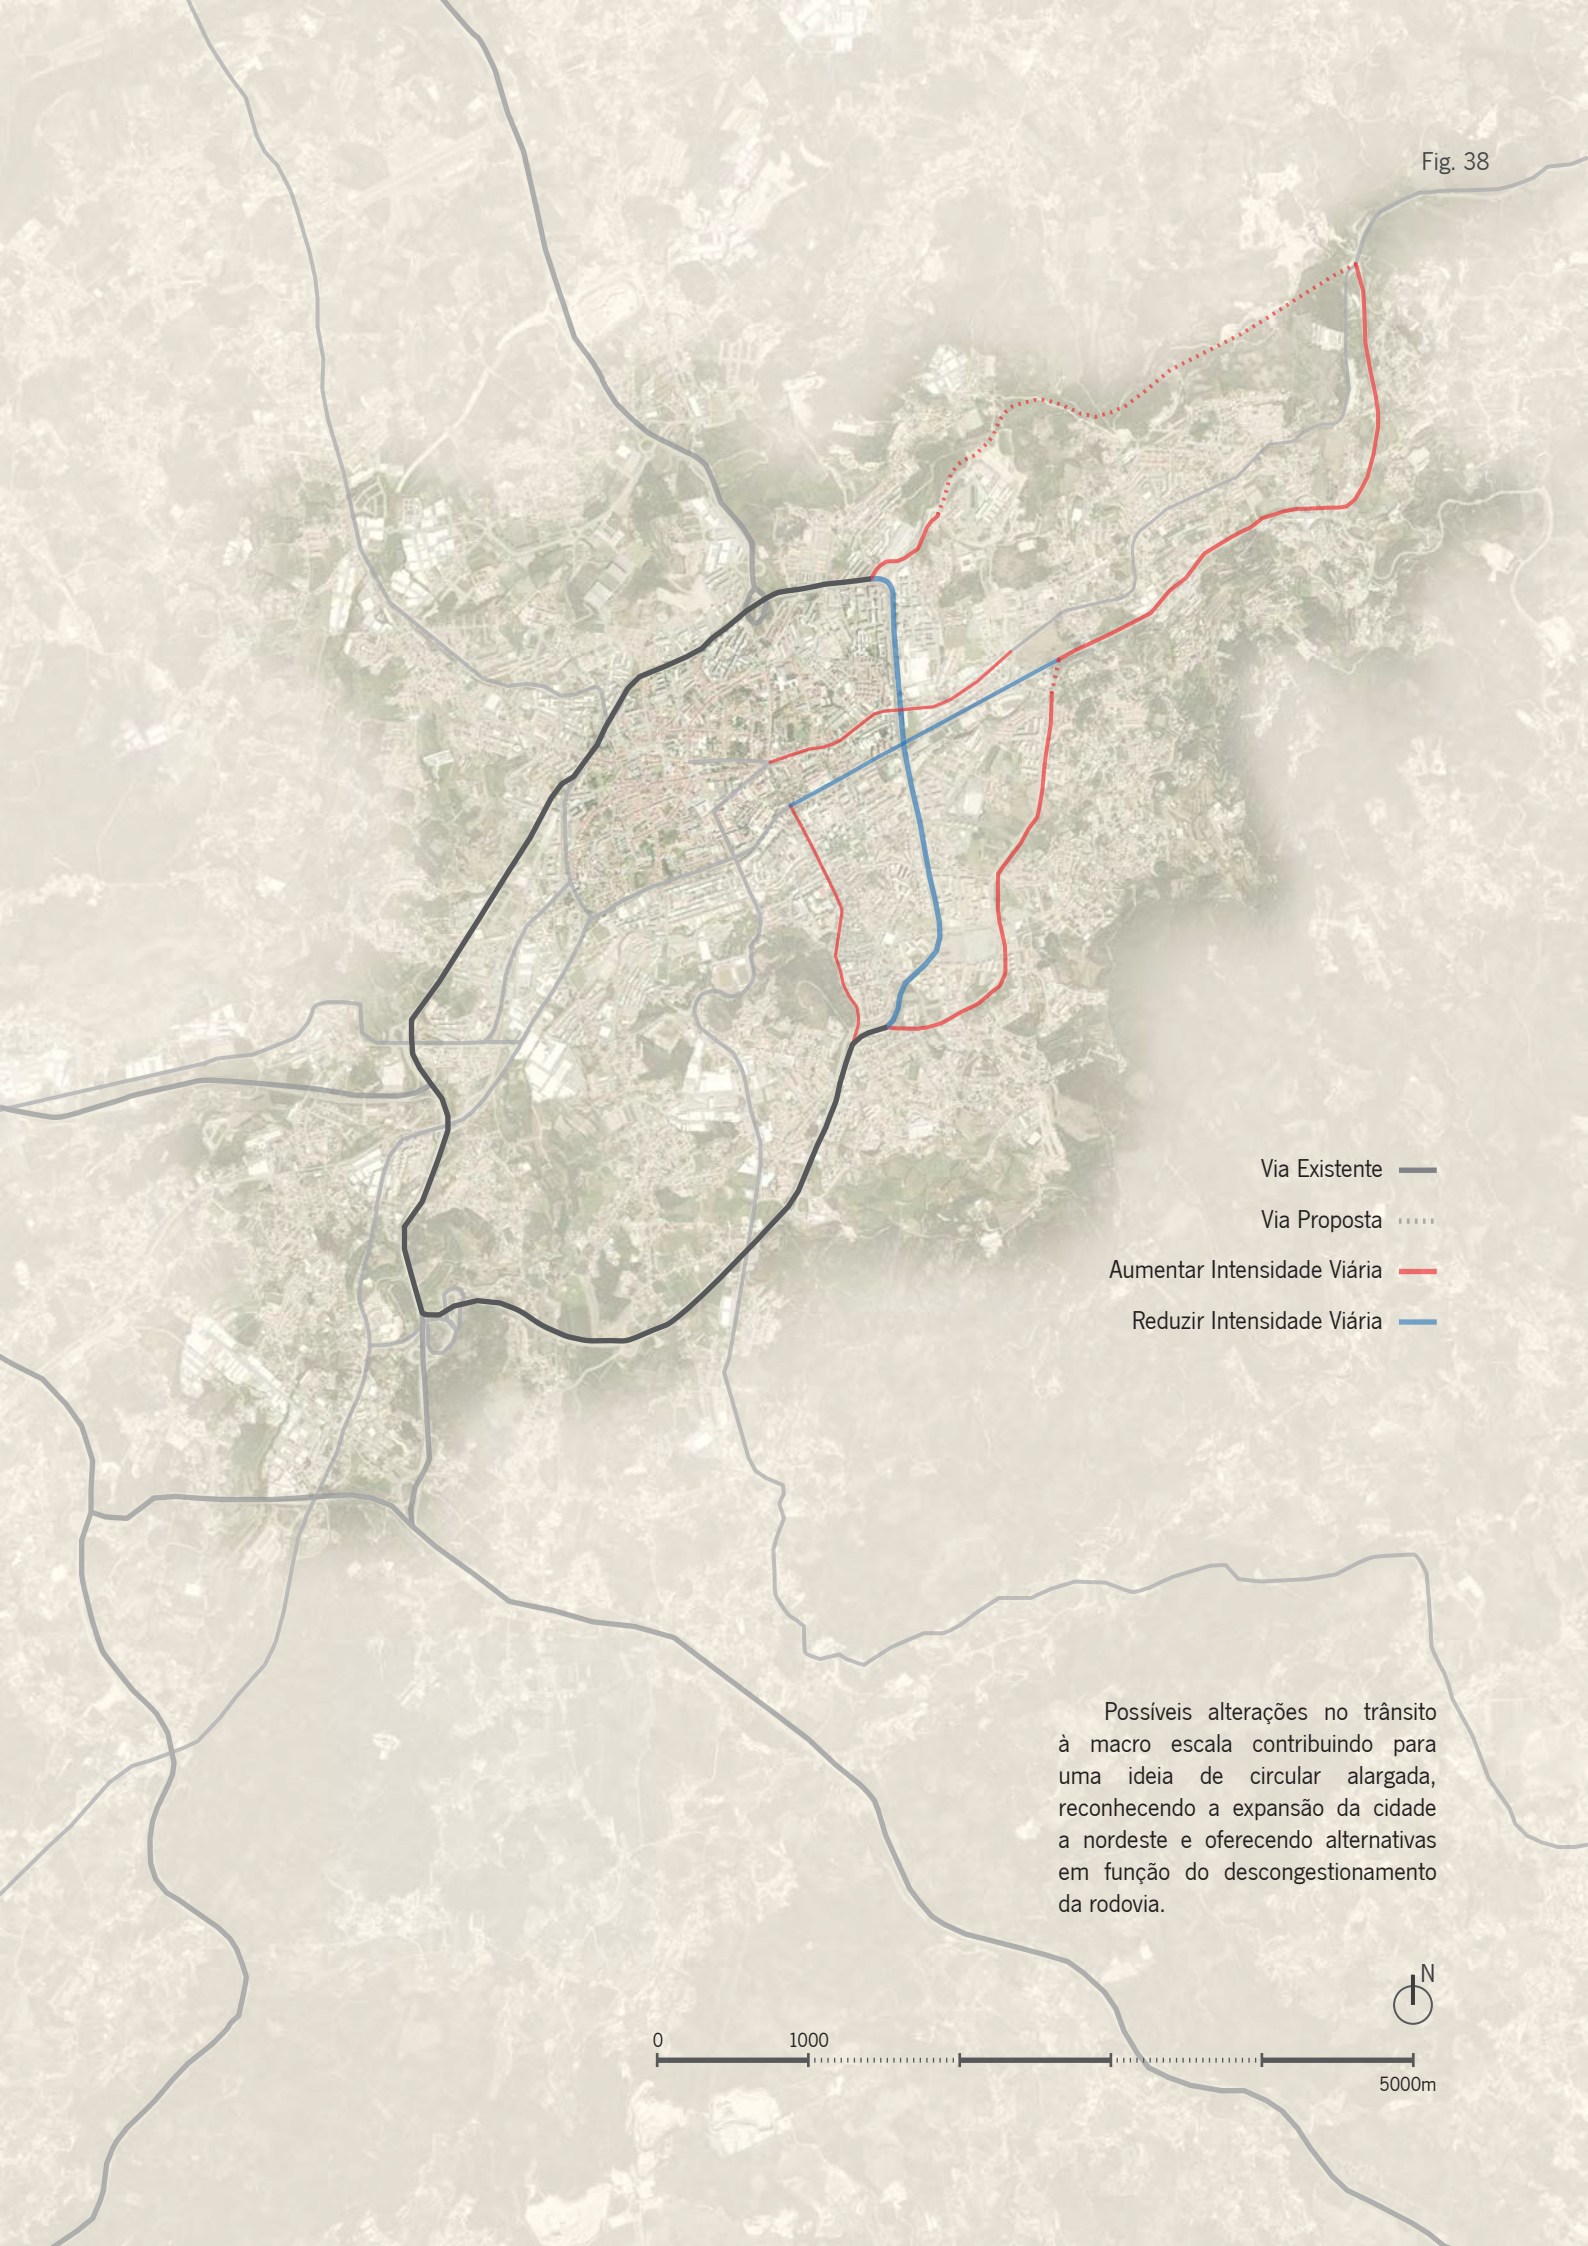 Fig. 38
Via Existente
Via Proposta
Aumentar Intensidade Viária
Reduzir Intensidade Viária
Possíveis alterações no trânsito
à macro escala contribuindo para
uma ideia de circular alargada,
reconhecendo a expansão da cidade
a nordeste e oferecendo alternativas
em função do descongestionamento
da rodovia.
N
0 1000
5000m